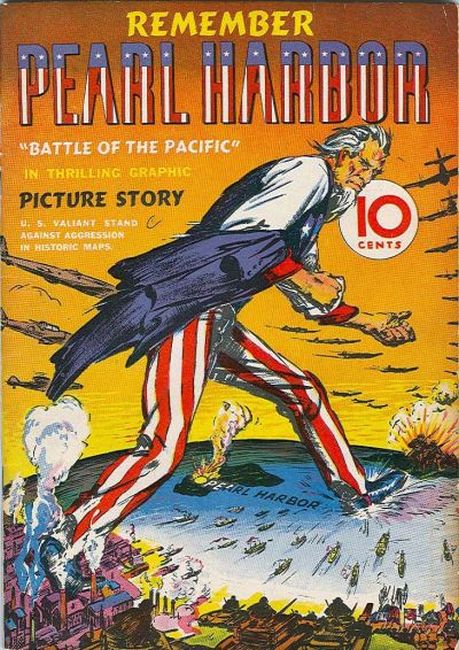 REMEMBER
PEARL HARBOR
"BATTLE OF THE PACIFIC"
IN THRILLING GRAPHIC
PICTURE STORY
U. S. VALIANT STAND
AGAINST AGGRESSION
IN HISTORIC MAPS.
10
CENTS
PEARL HARBOR